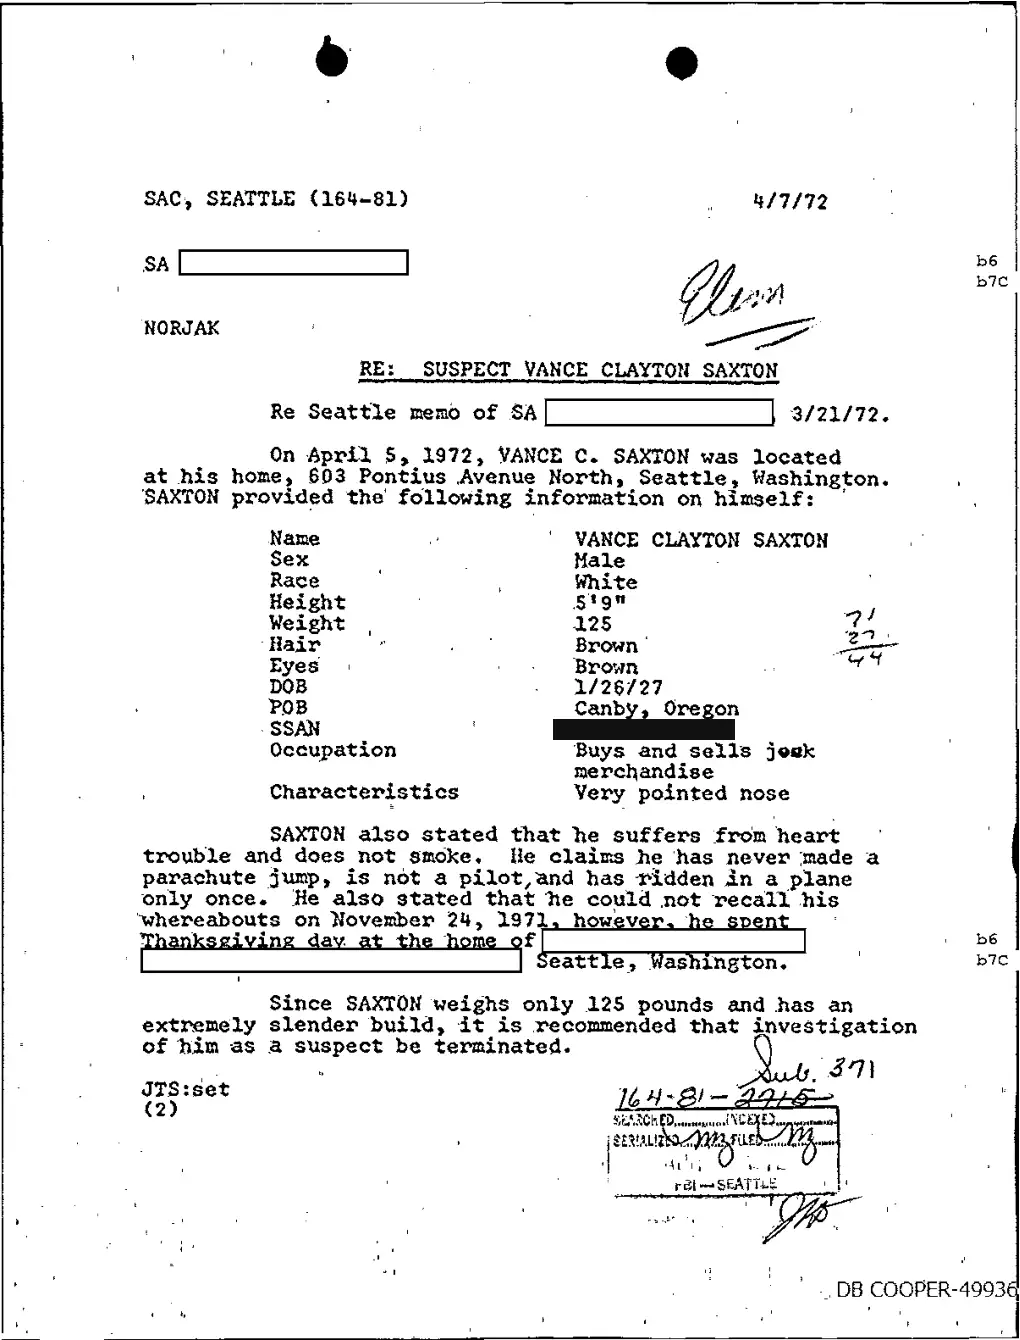 SAC, SEATTLE (164-81) 4/7/72
SA b6
b7C
Elim
NORJAK
RE: SUSPECT VANCE CLAYTON SAXTON
Re Seattle memo of SA , 3/21/72.
On April 5, 1972, VANCE C. SAXTON was located
at his home, 603 Pontius Avenue North, Seattle, Washington.
SAXTON provided the following information on himself:
Name VANCE CLAYTON SAXTON
Sex Male
Race White
Height 5'9"
Weight 125
Hair Brown
Eyes Brown
DOB 1/26/27
POB Canby, Oregon
SSAN
Occupation Buys and sells junk
merchandise
Characteristics Very pointed nose
71
27
44
SAXTON also stated that he suffers from heart
trouble and does not smoke. He claims he has never made a
parachute jump, is not a pilot, and has ridden in a plane
only once. He also stated that he could not recall his
whereabouts on November 24, 1971, however, he spent
Thanksgiving day at the home of b6
Seattle, Washington. b7C
Since SAXTON weighs only 125 pounds and has an
extremely slender build, it is recommended that investigation
of him as a suspect be terminated.
JTS:set
(2)
Sub. 371
164-81-2915
SEARCHED INDEXED
SERIALIZED FILED
FBI — SEATTLE
DB COOPER-49936